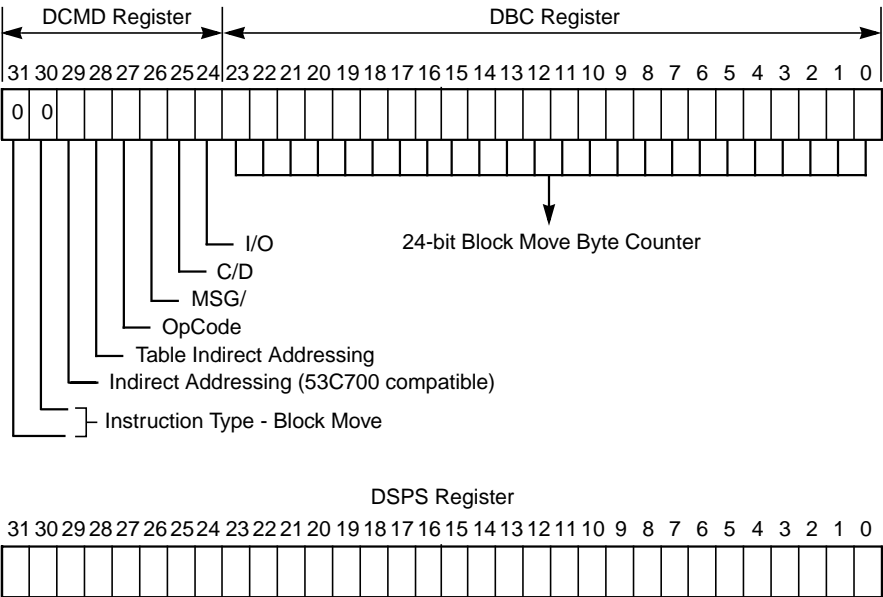 DCMD Register DBC Register
31 30 29 28 27 26 25 24 23 22 21 20 19 18 17 16 15 14 13 12 11 10 9 8 7 6 5 4 3 2 1 0
0 0
I/O 24-bit Block Move Byte Counter
C/D
MSG/
OpCode
Table Indirect Addressing
Indirect Addressing (53C700 compatible)
Instruction Type - Block Move
DSPS Register
31 30 29 28 27 26 25 24 23 22 21 20 19 18 17 16 15 14 13 12 11 10 9 8 7 6 5 4 3 2 1 0